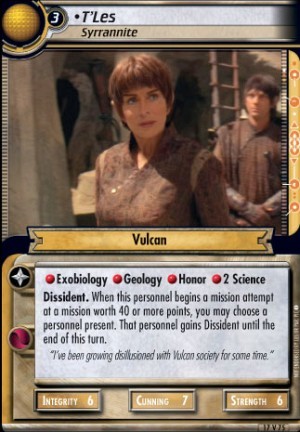 3 •T'Les
Syrrannite
Vulcan
•Exobiology •Geology •Honor •2 Science
Dissident. When this personnel begins a mission attempt
at a mission worth 40 or more points, you may choose a
personnel present. That personnel gains Dissident until the
end of this turn.
"I've been growing disillusioned with Vulcan society for some time."
INTEGRITY 6 CUNNING 7 STRENGTH 6
17 V 75